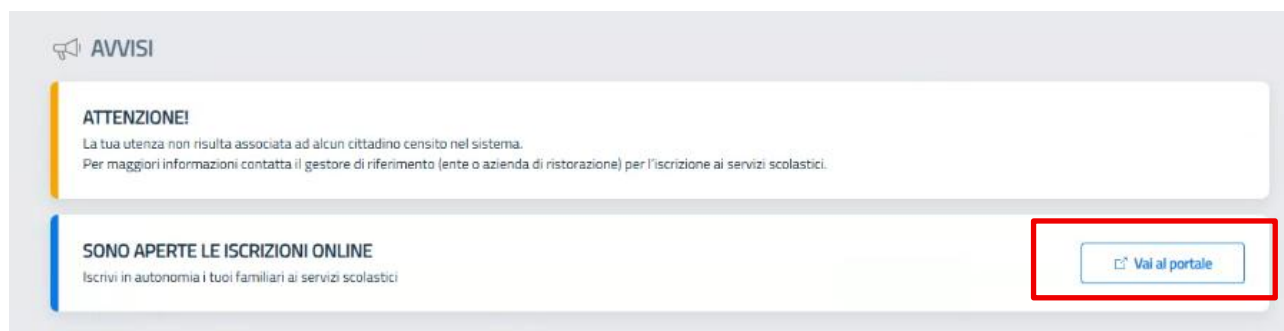 AVVISI
ATTENZIONE!
La tua utenza non risulta associata ad alcun cittadino censito nel sistema.
Per maggiori informazioni contatta il gestore di riferimento (ente o azienda di ristorazione) per l'iscrizione ai servizi scolastici.
SONO APERTE LE ISCRIZIONI ONLINE
Iscrivi in autonomia i tuoi familiari ai servizi scolastici
Vai al portale